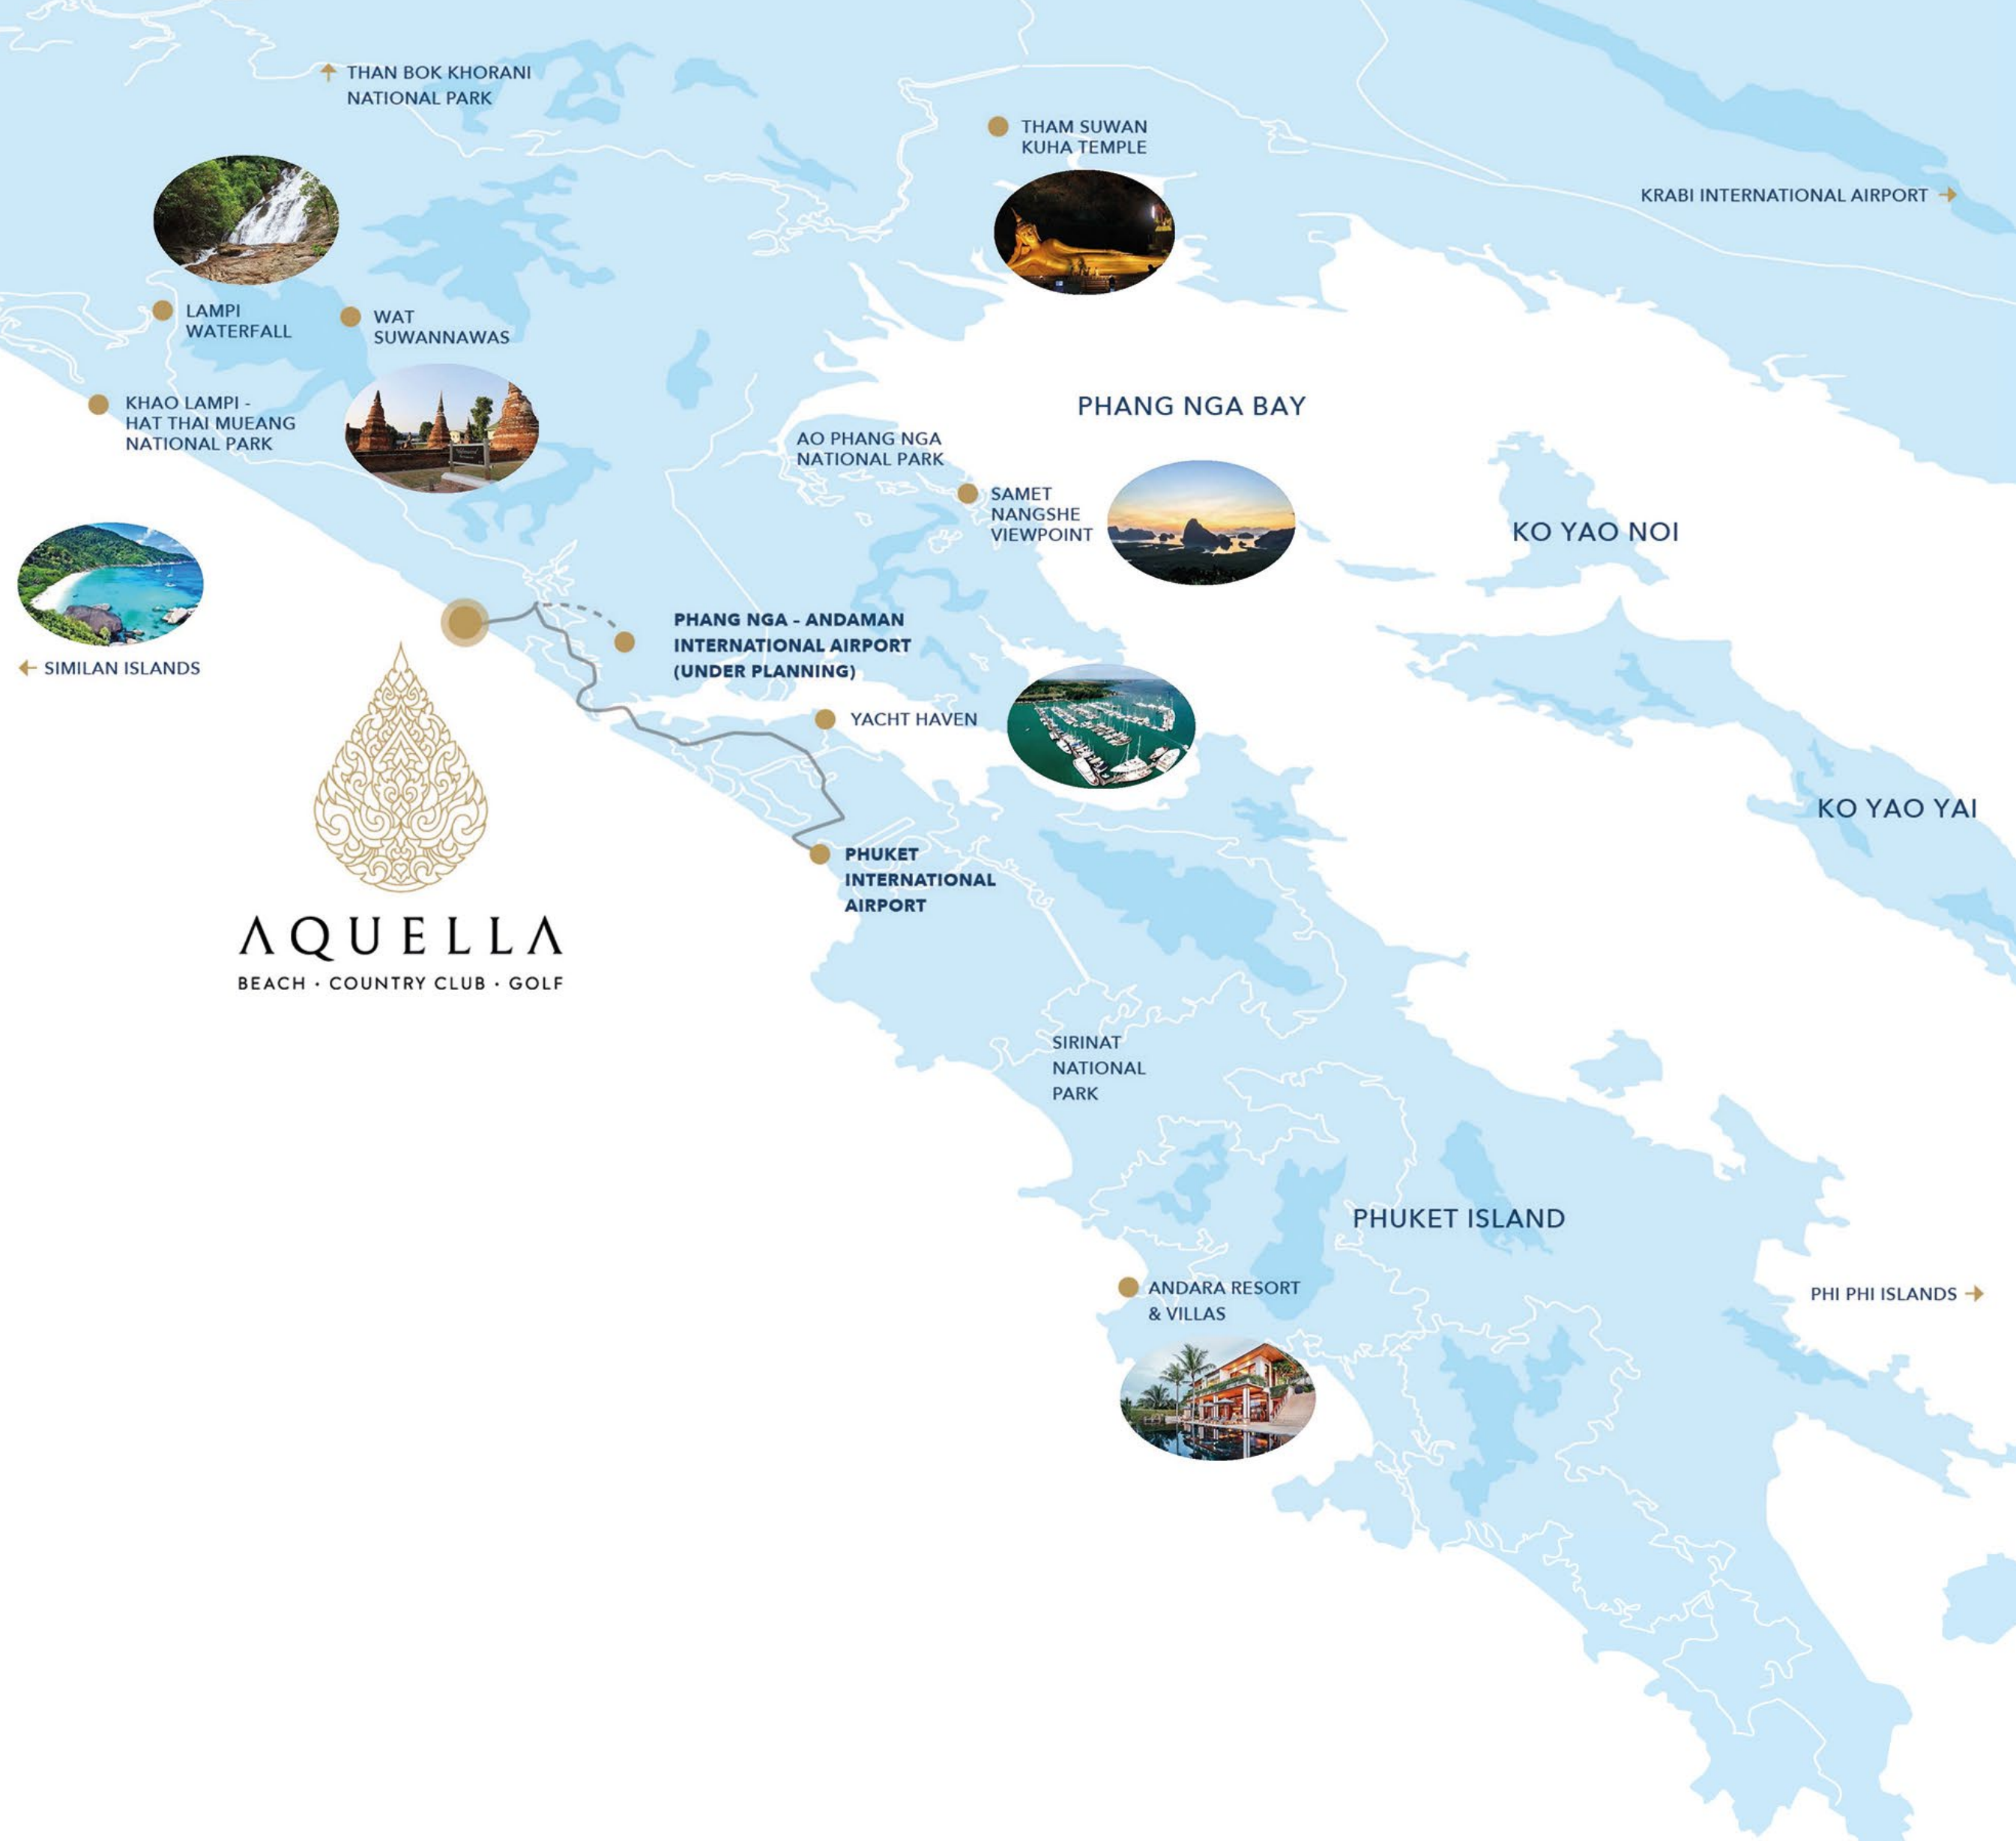 THAN BOK KHORANI
NATIONAL PARK
THAM SUWAN
KUHA TEMPLE
KRABI INTERNATIONAL AIRPORT
LAMPI
WATERFALL
WAT
SUWANNAWAS
KHAO LAMPI -
HAT THAI MUEANG
NATIONAL PARK
PHANG NGA BAY
AO PHANG NGA
NATIONAL PARK
SAMET
NANGSHE
VIEWPOINT
KO YAO NOI
SIMILAN ISLANDS
PHANG NGA - ANDAMAN
INTERNATIONAL AIRPORT
(UNDER PLANNING)
YACHT HAVEN
KO YAO YAI
PHUKET
INTERNATIONAL
AIRPORT
AQUELLA
BEACH · COUNTRY CLUB · GOLF
SIRINAT
NATIONAL
PARK
PHUKET ISLAND
ANDARA RESORT
& VILLAS
PHI PHI ISLANDS